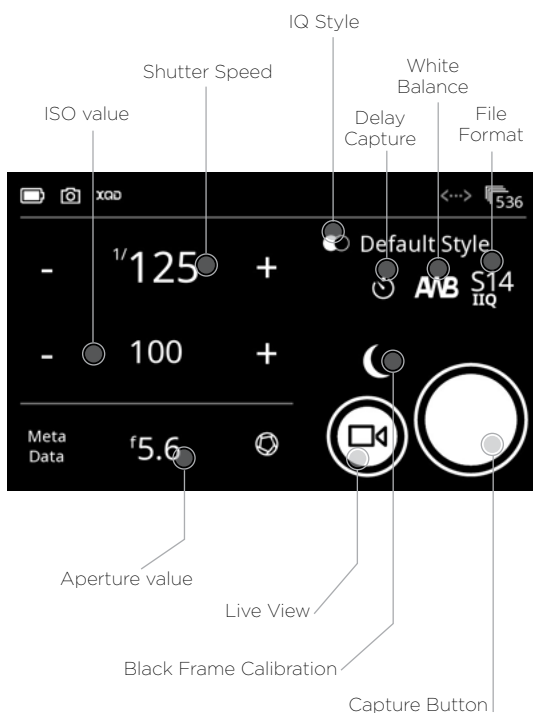 IQ Style
Shutter Speed
White
Balance
ISO value
Delay
Capture
File
Format
XQD
<···>
536
Default Style
- 1/125 +
AWB
S14
IIQ
- 100 +
Meta
Data
f5.6
Aperture value
Live View
Black Frame Calibration
Capture Button